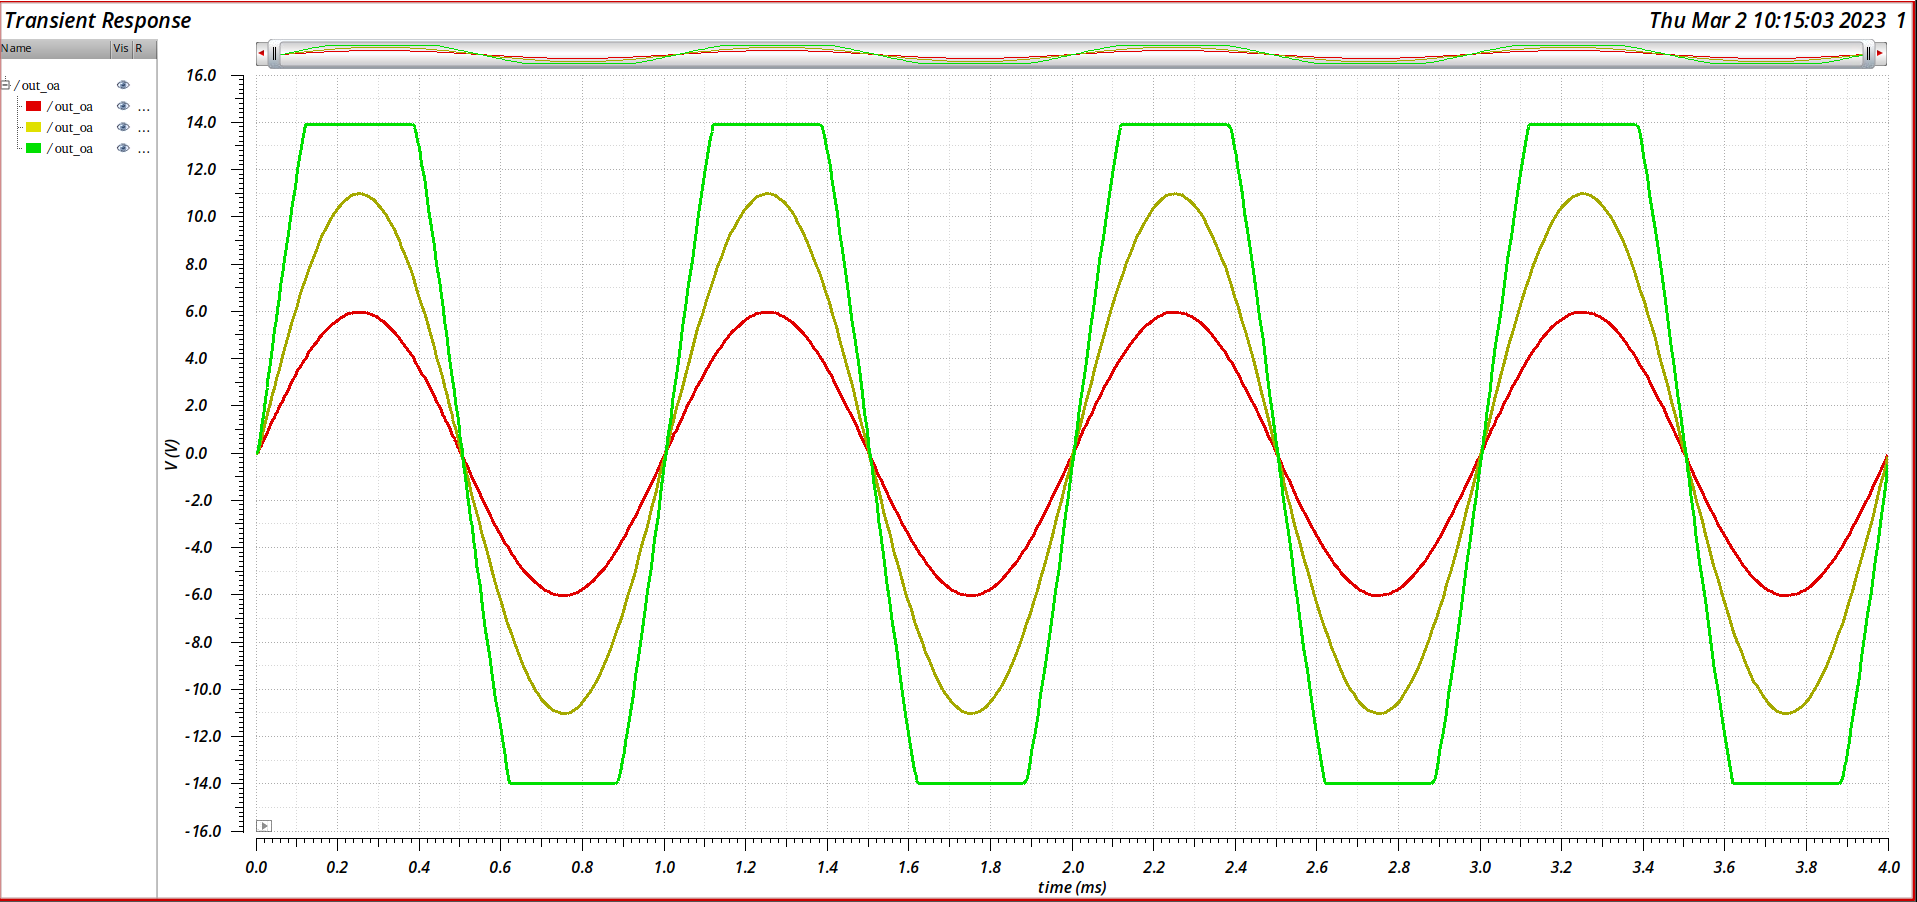 Transient Response
Thu Mar 2 10:15:03 2023 1
Name Vis R
/out_oa
/out_oa ...
/out_oa ...
/out_oa ...
16.0
14.0
12.0
10.0
8.0
6.0
4.0
2.0
0.0
-2.0
-4.0
-6.0
-8.0
-10.0
-12.0
-14.0
-16.0
V (V)
0.0 0.2 0.4 0.6 0.8 1.0 1.2 1.4 1.6 1.8 2.0 2.2 2.4 2.6 2.8 3.0 3.2 3.4 3.6 3.8 4.0
time (ms)